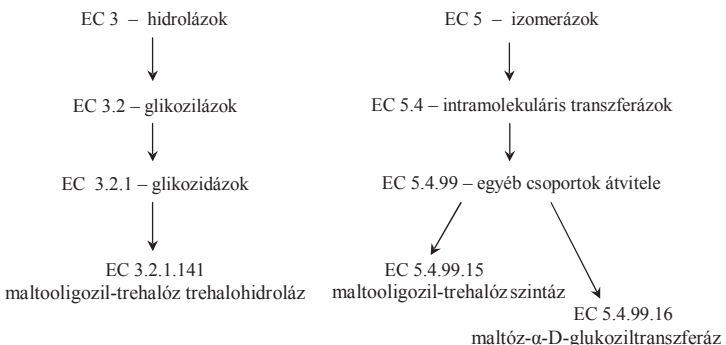 EC 3 – hidrolázok
EC 3.2 – glikozilázok
EC 3.2.1 – glikozidázok
EC 3.2.1.141
maltooligozil-trehalóz trehalohidroláz
EC 5 – izomerázok
EC 5.4 – intramolekuláris transzferázok
EC 5.4.99 – egyéb csoportok átvitele
EC 5.4.99.15
maltooligozil-trehalóz szintáz
EC 5.4.99.16
maltóz-α-D-glukoziltranszferáz